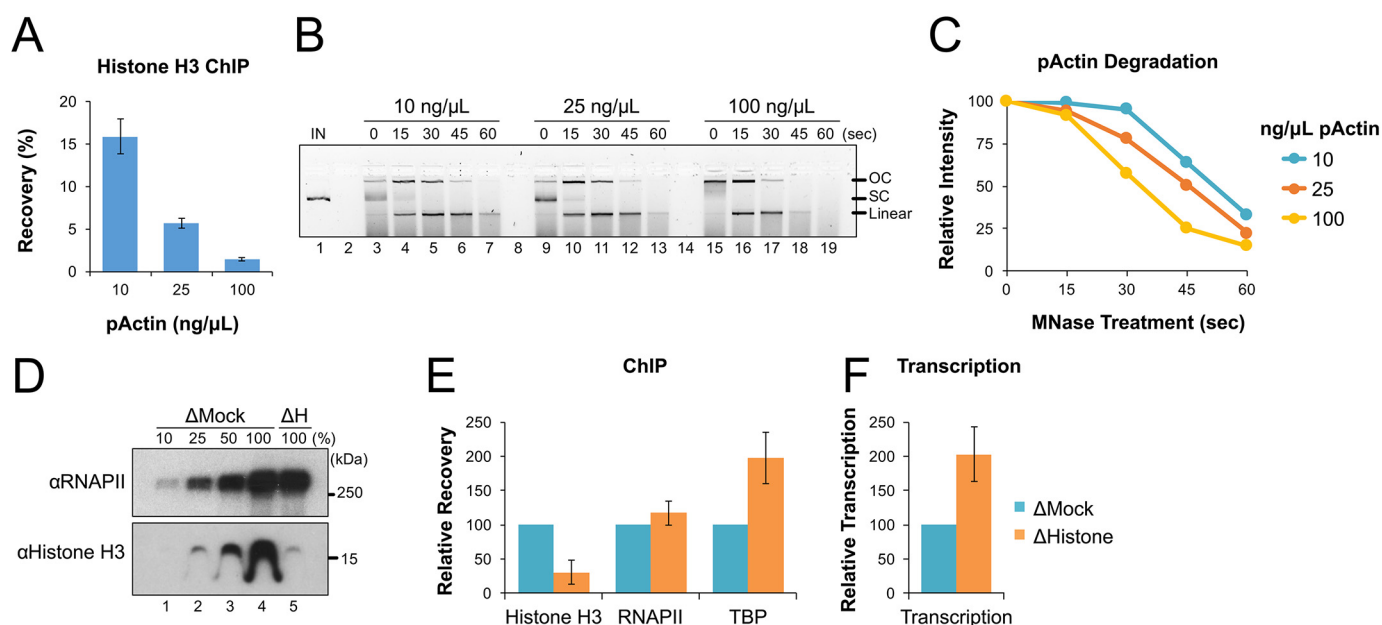 A
Histone H3 ChIP
Recovery (%)
20
15
10
5
0
10 25 100
pActin (ng/µL)
B
10 ng/µL 25 ng/µL 100 ng/µL
IN 0 15 30 45 60 0 15 30 45 60 0 15 30 45 60 (sec)
OC
SC
Linear
1 2 3 4 5 6 7 8 9 10 11 12 13 14 15 16 17 18 19
C
pActin Degradation
Relative Intensity
100
75
50
25
0
0 15 30 45 60
MNase Treatment (sec)
ng/µL pActin
10
25
100
D
ΔMock ΔH
10 25 50 100 100 (%)
(kDa)
αRNAPII
250
αHistone H3
15
1 2 3 4 5
E
ChIP
Relative Recovery
250
200
150
100
50
0
Histone H3 RNAPII TBP
F
Transcription
Relative Transcription
250
200
150
100
50
0
Transcription
ΔMock
ΔHistone